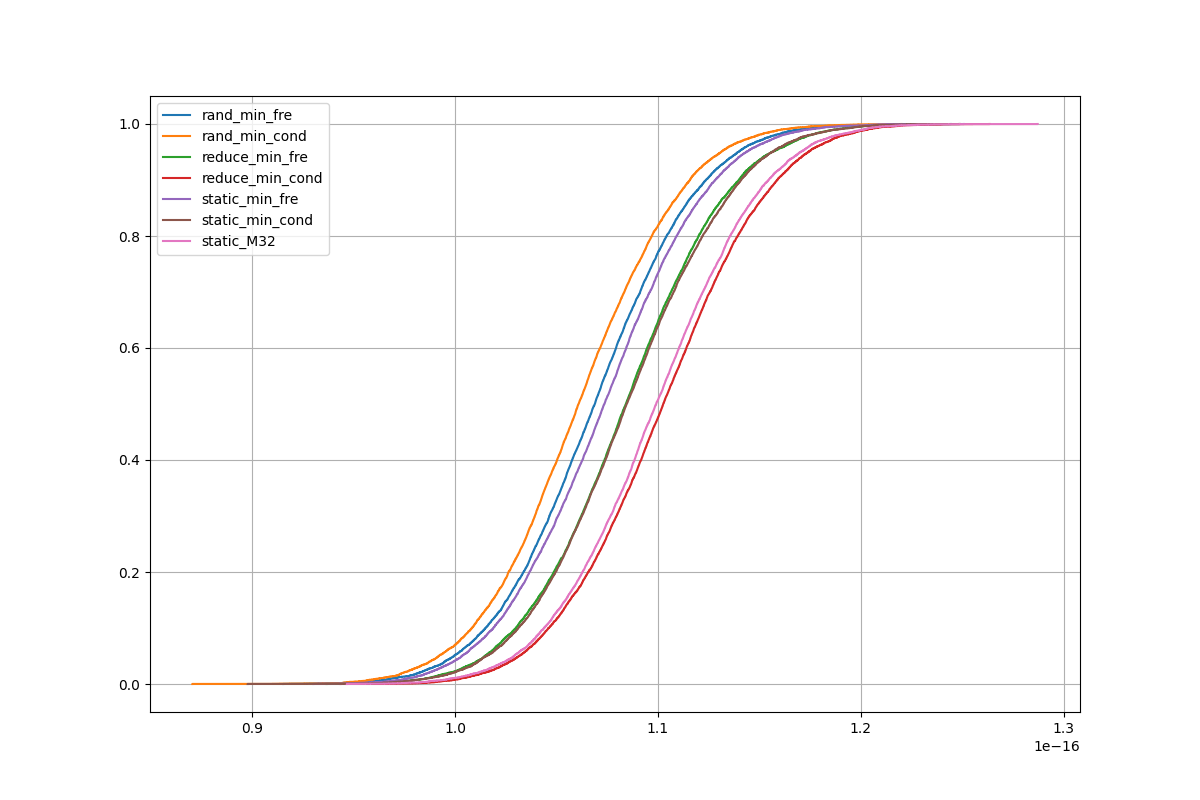 rand_min_fre
rand_min_cond
reduce_min_fre
reduce_min_cond
static_min_fre
static_min_cond
static_M32
1.0
0.8
0.6
0.4
0.2
0.0
0.9 1.0 1.1 1.2 1.3
1e−16